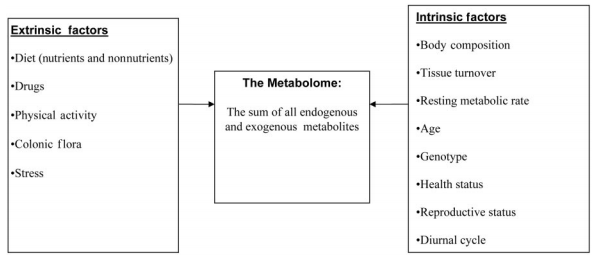 Extrinsic factors
•Diet (nutrients and nonnutrients)
•Drugs
•Physical activity
•Colonic flora
•Stress
The Metabolome:
The sum of all endogenous
and exogenous metabolites
Intrinsic factors
•Body composition
•Tissue turnover
•Resting metabolic rate
•Age
•Genotype
•Health status
•Reproductive status
•Diurnal cycle